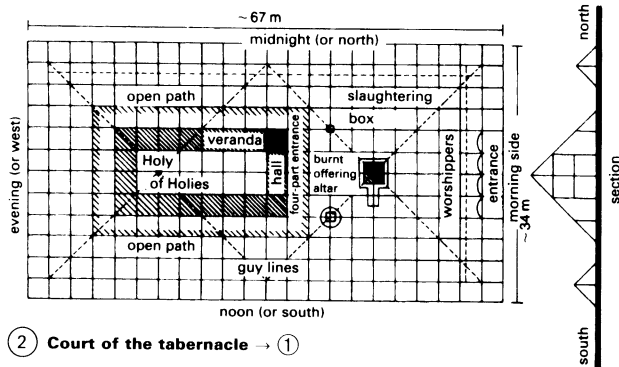 ~ 67 m
midnight (or north)
open path
slaughtering
box
veranda
Holy
of Holies
hall
four-part entrance
burnt
offering
altar
worshippers
entrance
morning side
~ 34 m
evening (or west)
open path
guy lines
noon (or south)
north
section
south
2 Court of the tabernacle → 1